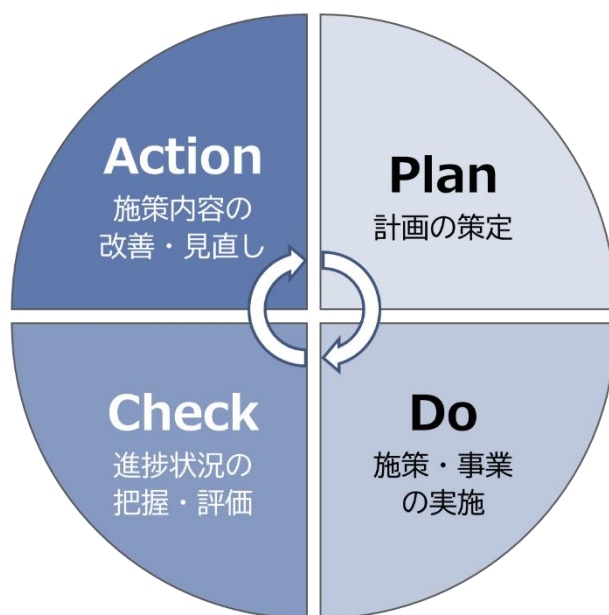 Action
施策内容の
改善・見直し
Plan
計画の策定
Check
進捗状況の
把握・評価
Do
施策・事業
の実施